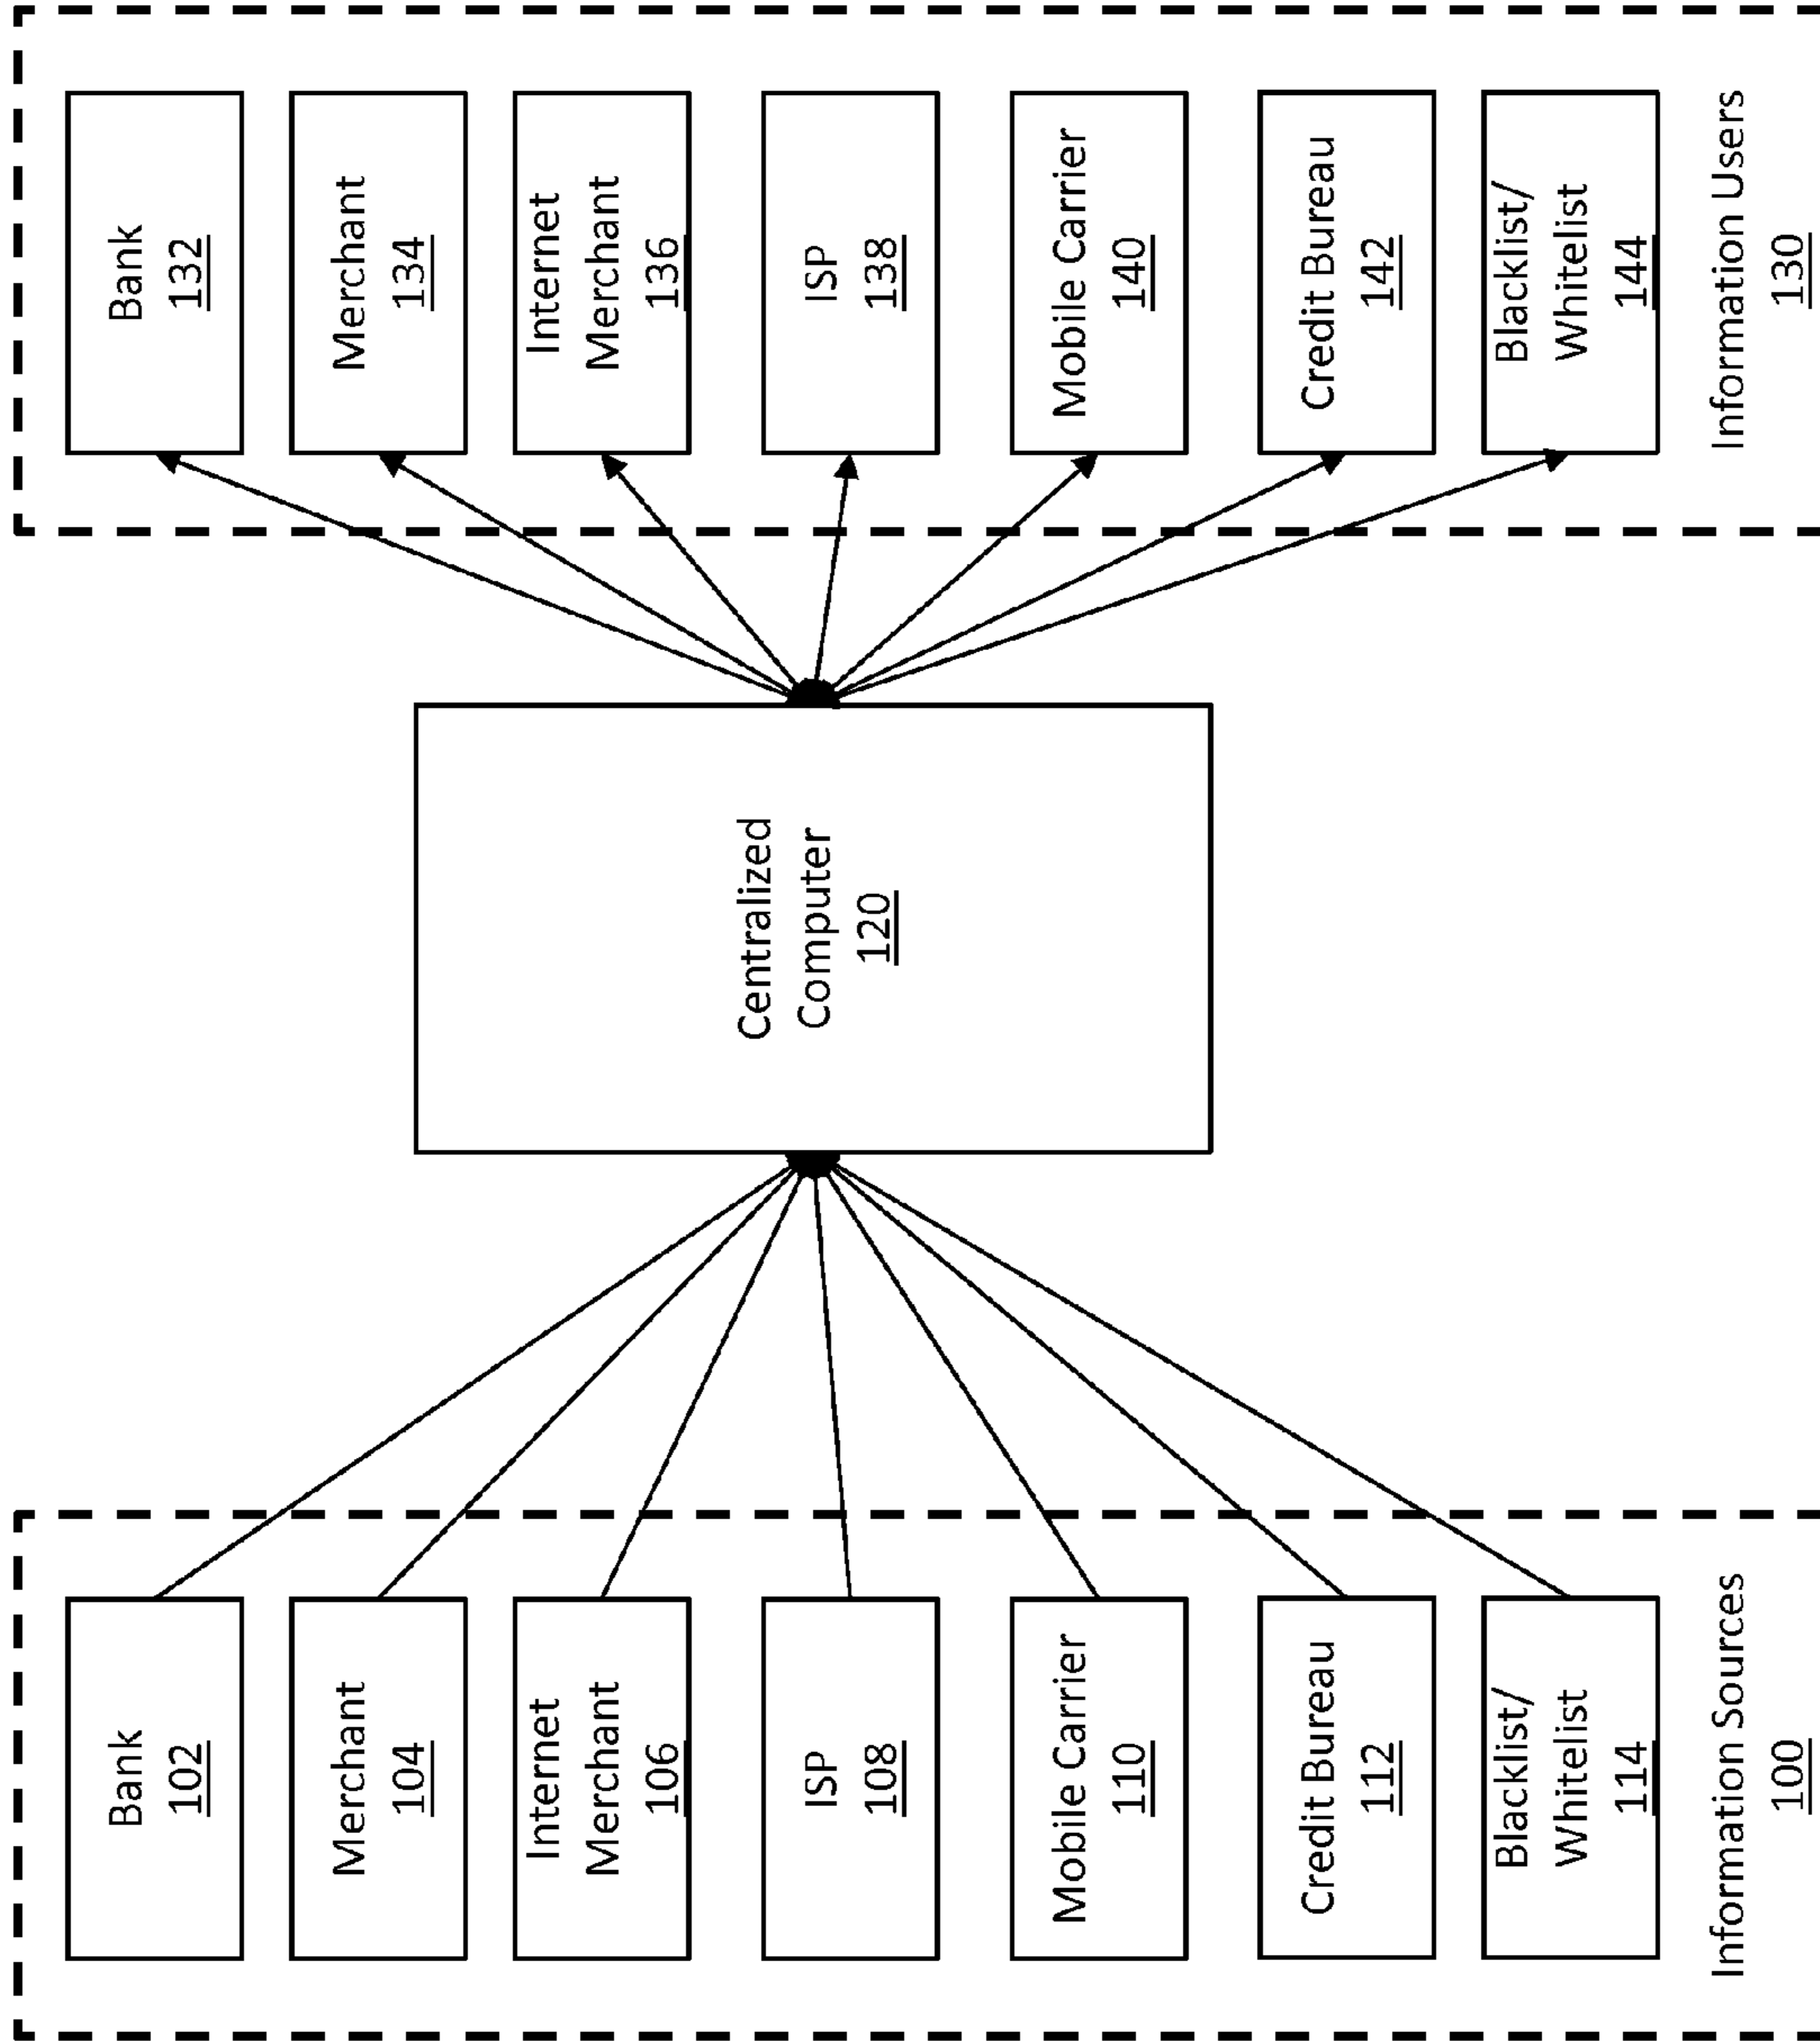 Bank
102
Merchant
104
Internet
Merchant
106
ISP
108
Mobile Carrier
110
Credit Bureau
112
Blacklist/
Whitelist
114
Information Sources
100
Centralized
Computer
120
Bank
132
Merchant
134
Internet
Merchant
136
ISP
138
Mobile Carrier
140
Credit Bureau
142
Blacklist/
Whitelist
144
Information Users
130